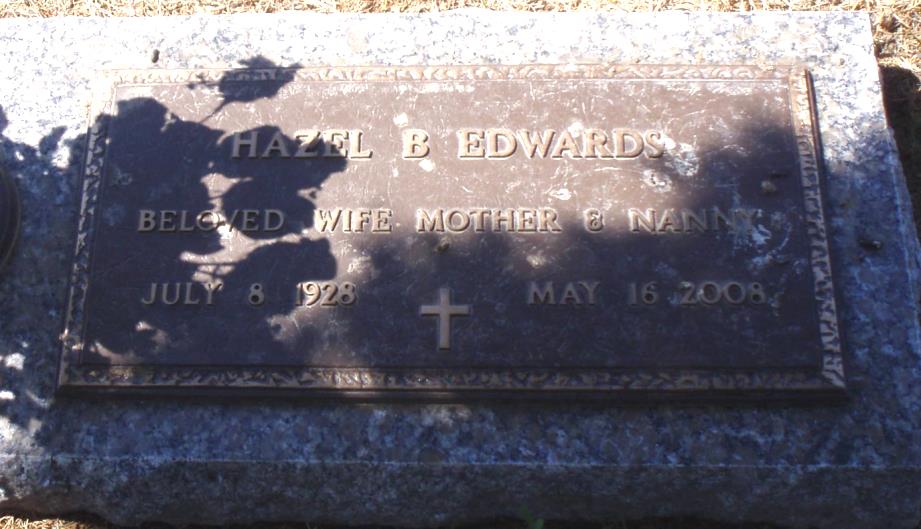 HAZEL B EDWARDS
BELOVED WIFE MOTHER & NANNY
JULY 8 1928 MAY 16 2008